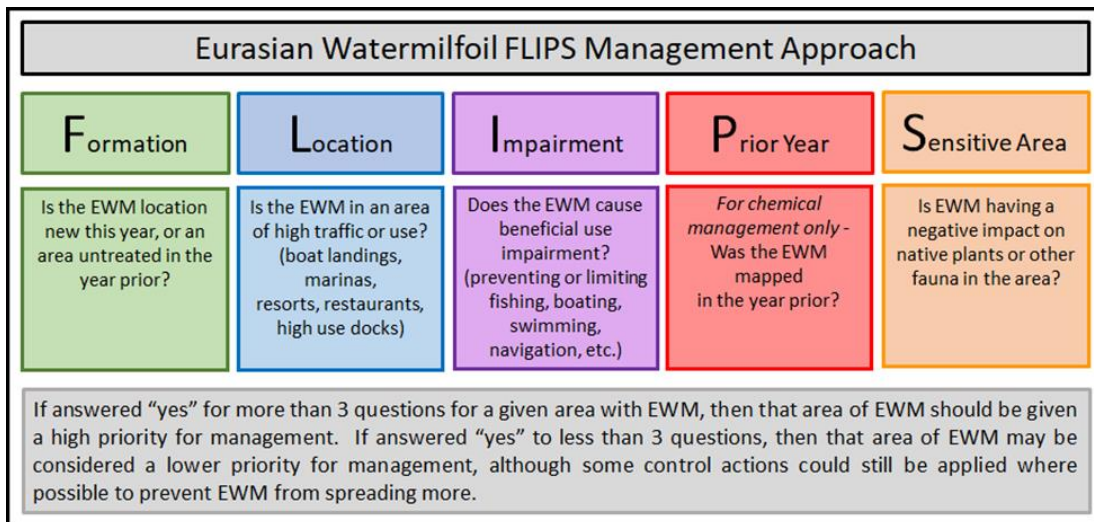 Eurasian Watermilfoil FLIPS Management Approach
Formation
Location
Impairment
Prior Year
Sensitive Area
Is the EWM location
new this year, or an
area untreated in the
year prior?
Is the EWM in an area
of high traffic or use?
(boat landings,
marinas,
resorts, restaurants,
high use docks)
Does the EWM cause
beneficial use
impairment?
(preventing or limiting
fishing, boating,
swimming,
navigation, etc.)
For chemical
management only -
Was the EWM
mapped
in the year prior?
Is EWM having a
negative impact on
native plants or other
fauna in the area?
If answered “yes” for more than 3 questions for a given area with EWM, then that area of EWM should be given
a high priority for management. If answered “yes” to less than 3 questions, then that area of EWM may be
considered a lower priority for management, although some control actions could still be applied where
possible to prevent EWM from spreading more.